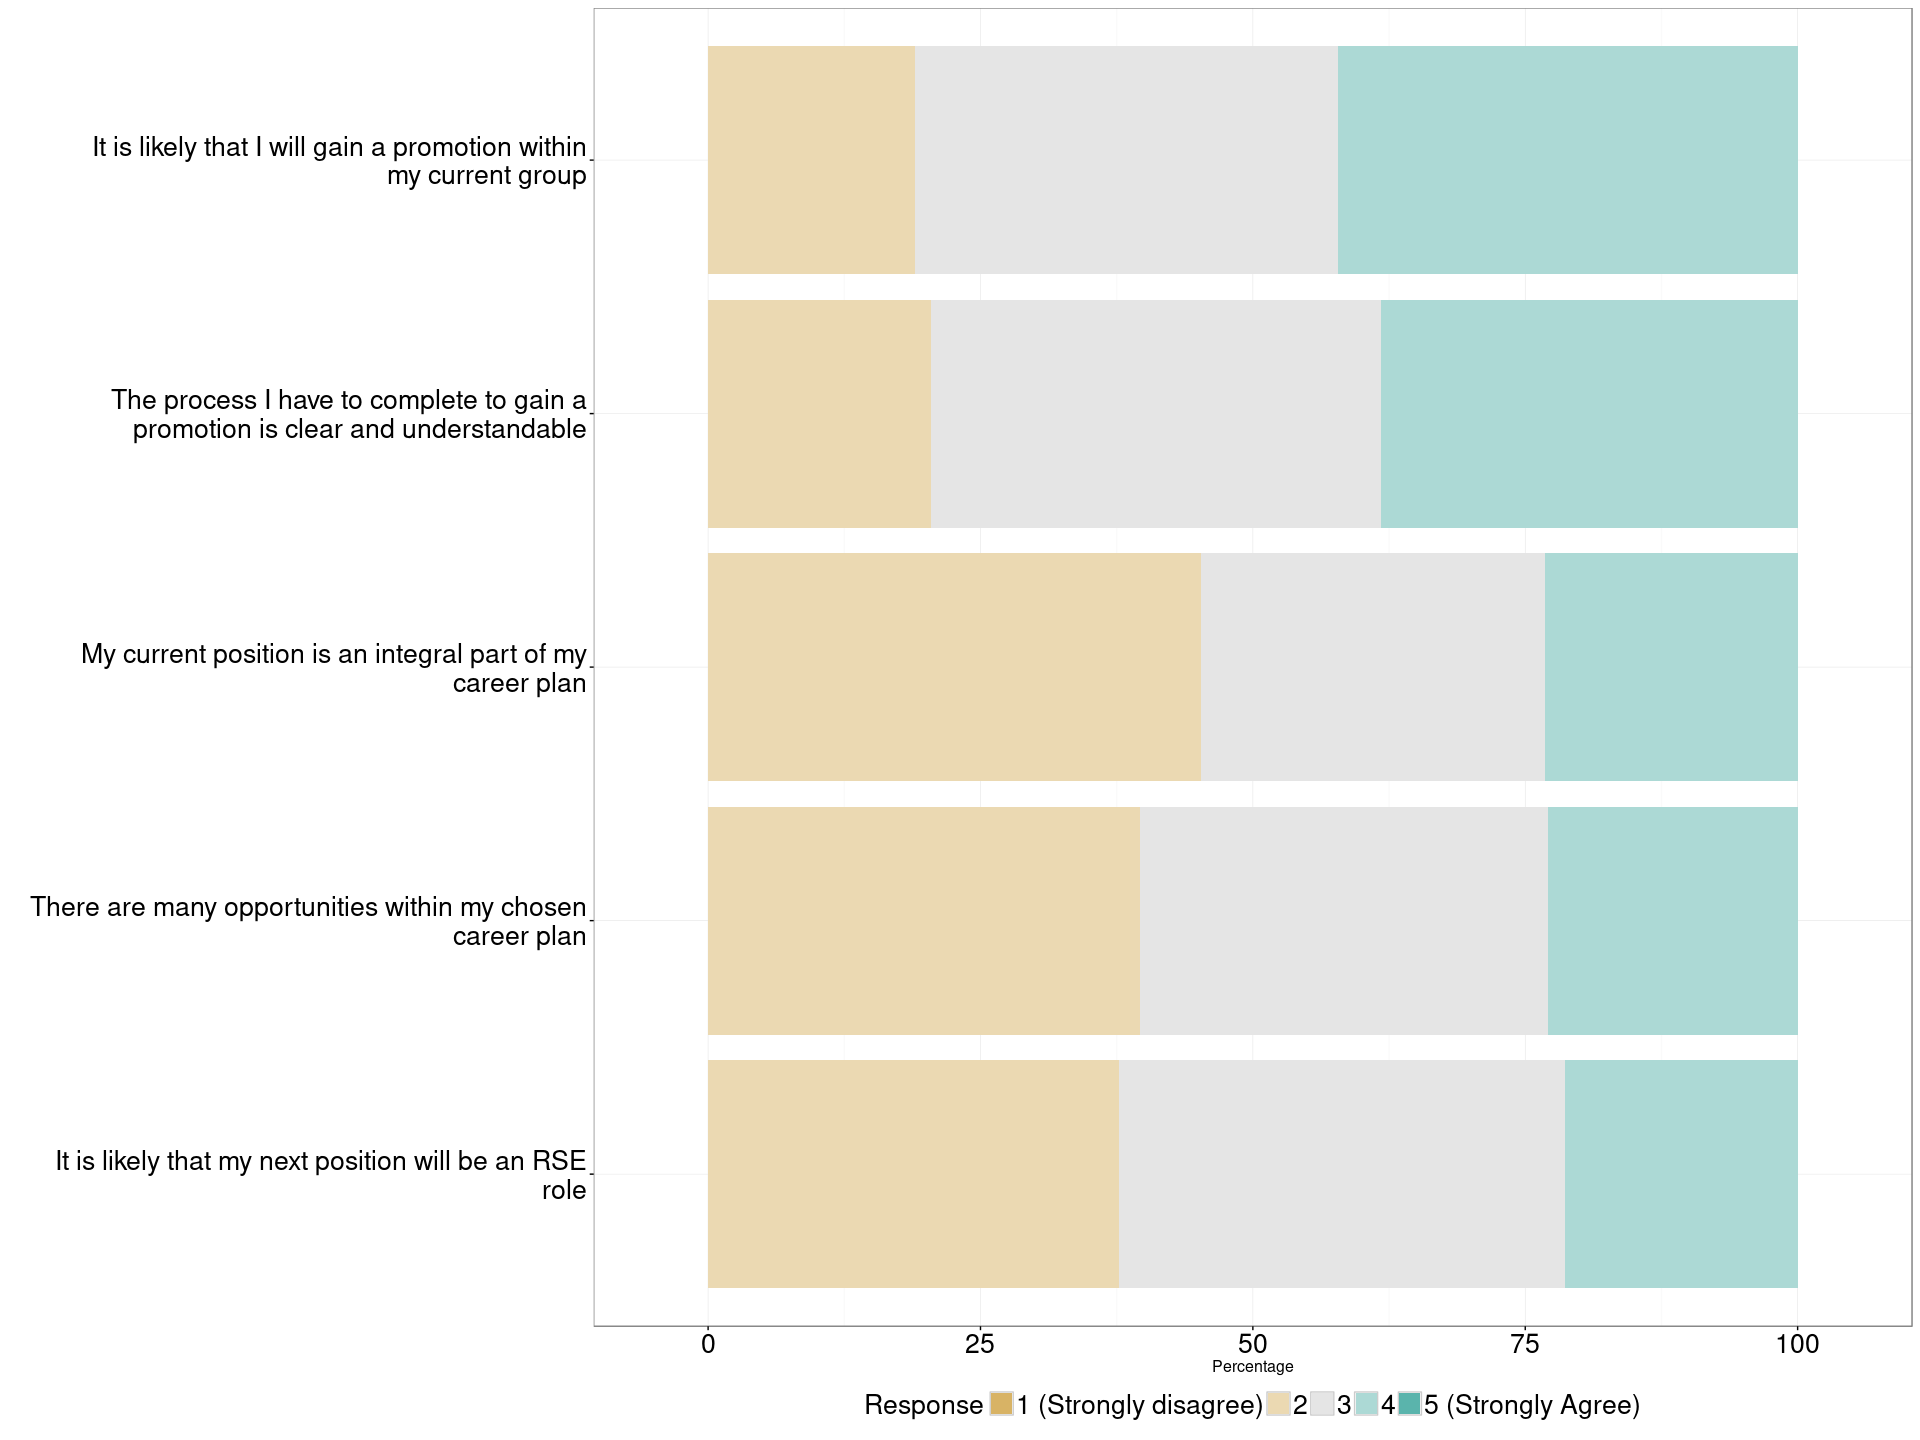 It is likely that I will gain a promotion within
my current group
The process I have to complete to gain a
promotion is clear and understandable
My current position is an integral part of my
career plan
There are many opportunities within my chosen
career plan
It is likely that my next position will be an RSE
role
0 25 50 75 100
Percentage
Response 1 (Strongly disagree) 2 3 4 5 (Strongly Agree)